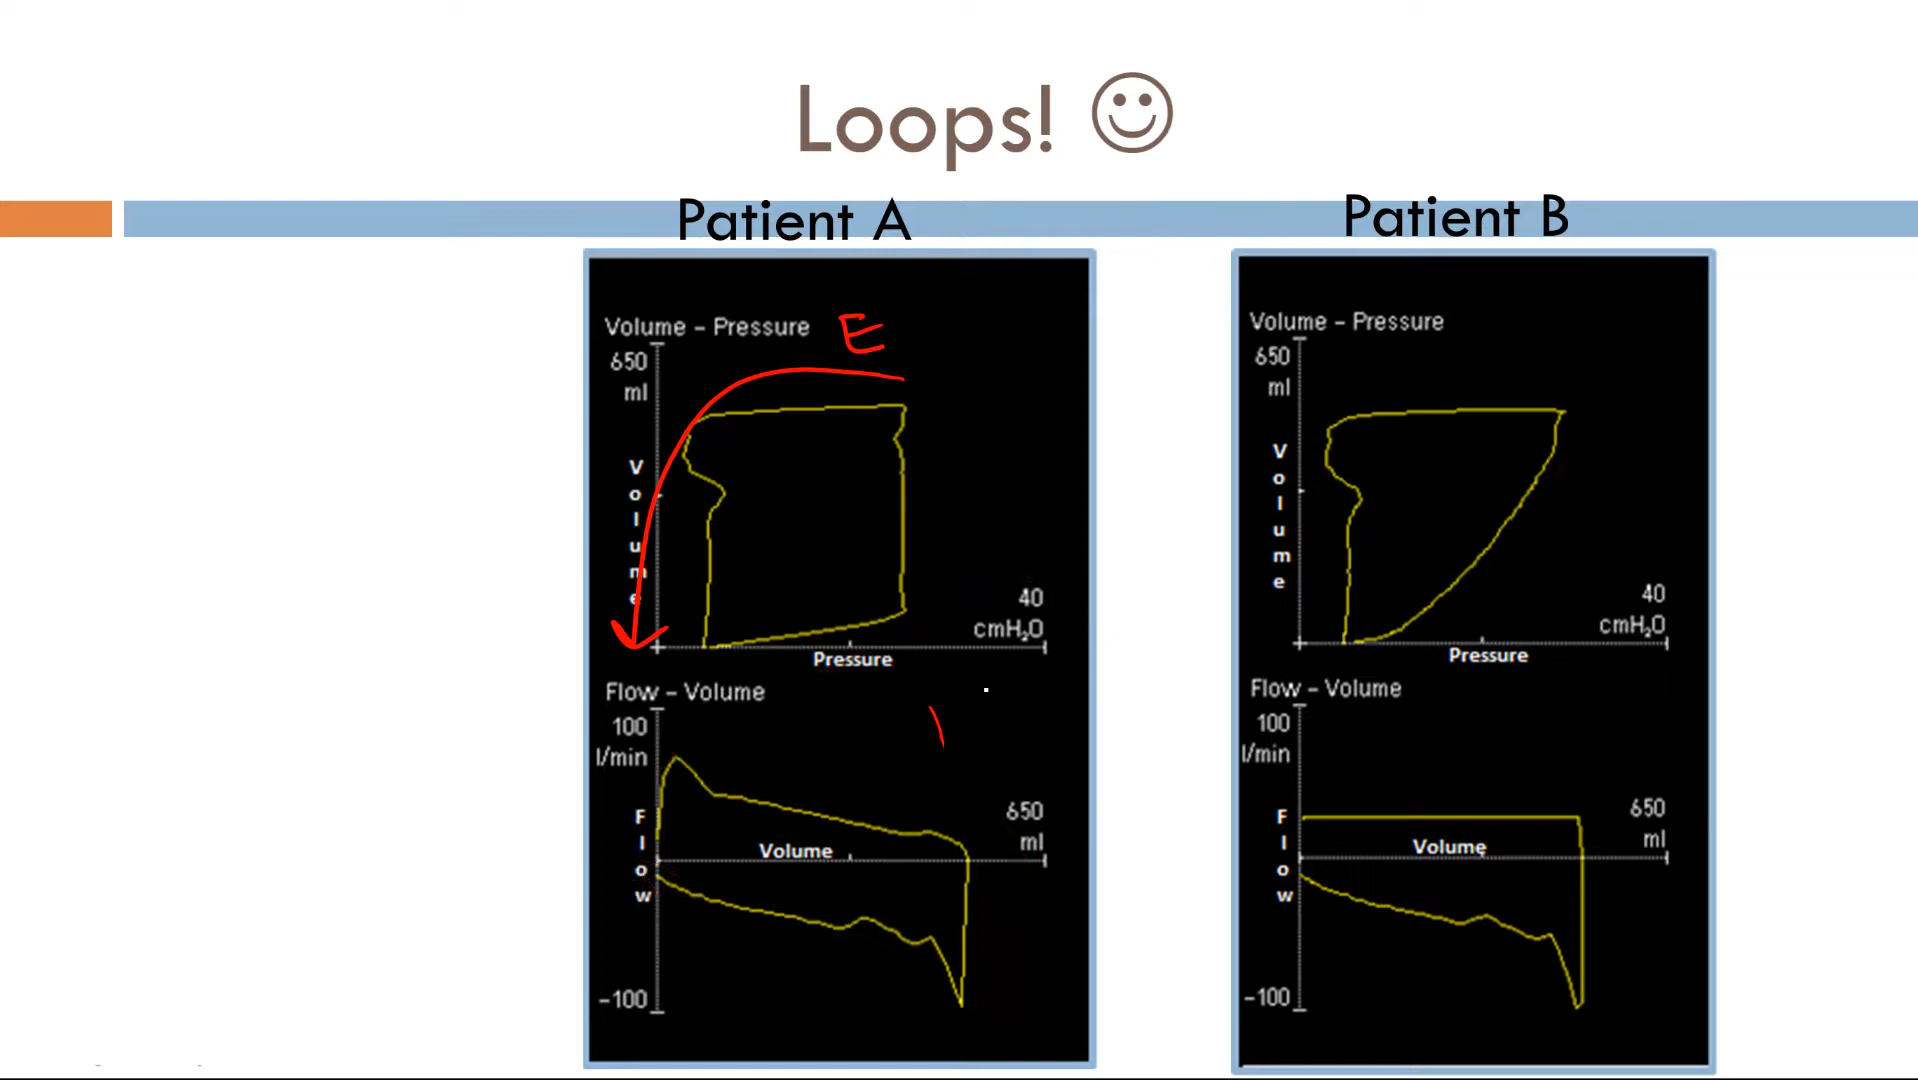 Loops! ☺
Patient A
Patient B
Volume – Pressure
E
650
ml
Volume
40
cmH₂O
Pressure
Flow – Volume
100
l/min
Flow
650
ml
Volume
-100
Volume – Pressure
650
ml
Volume
40
cmH₂O
Pressure
Flow – Volume
100
l/min
Flow
650
ml
Volume
-100